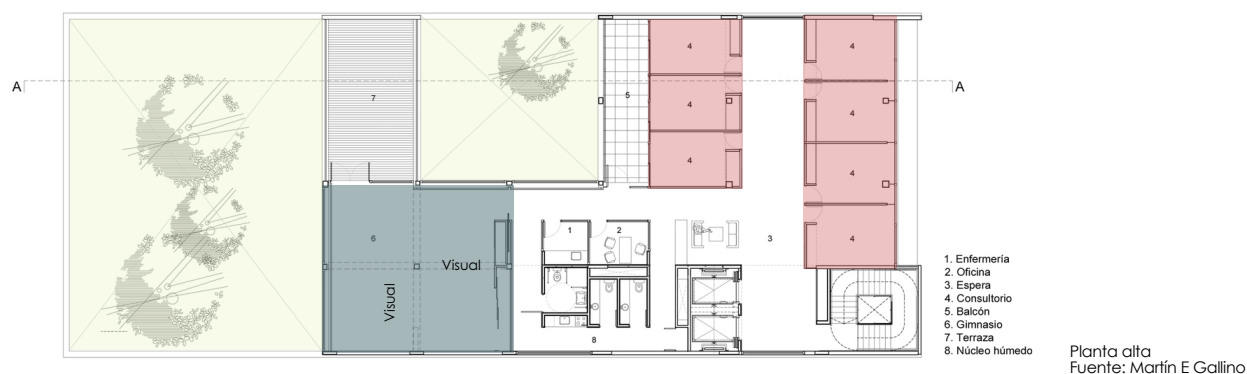 4
4
4
4
A
A
7
5
4
4
4
1
2
3
4
6
Visual
Visual
8
1. Enfermería
2. Oficina
3. Espera
4. Consultorio
5. Balcón
6. Gimnasio
7. Terraza
8. Núcleo húmedo
Planta alta
Fuente: Martín E Gallino